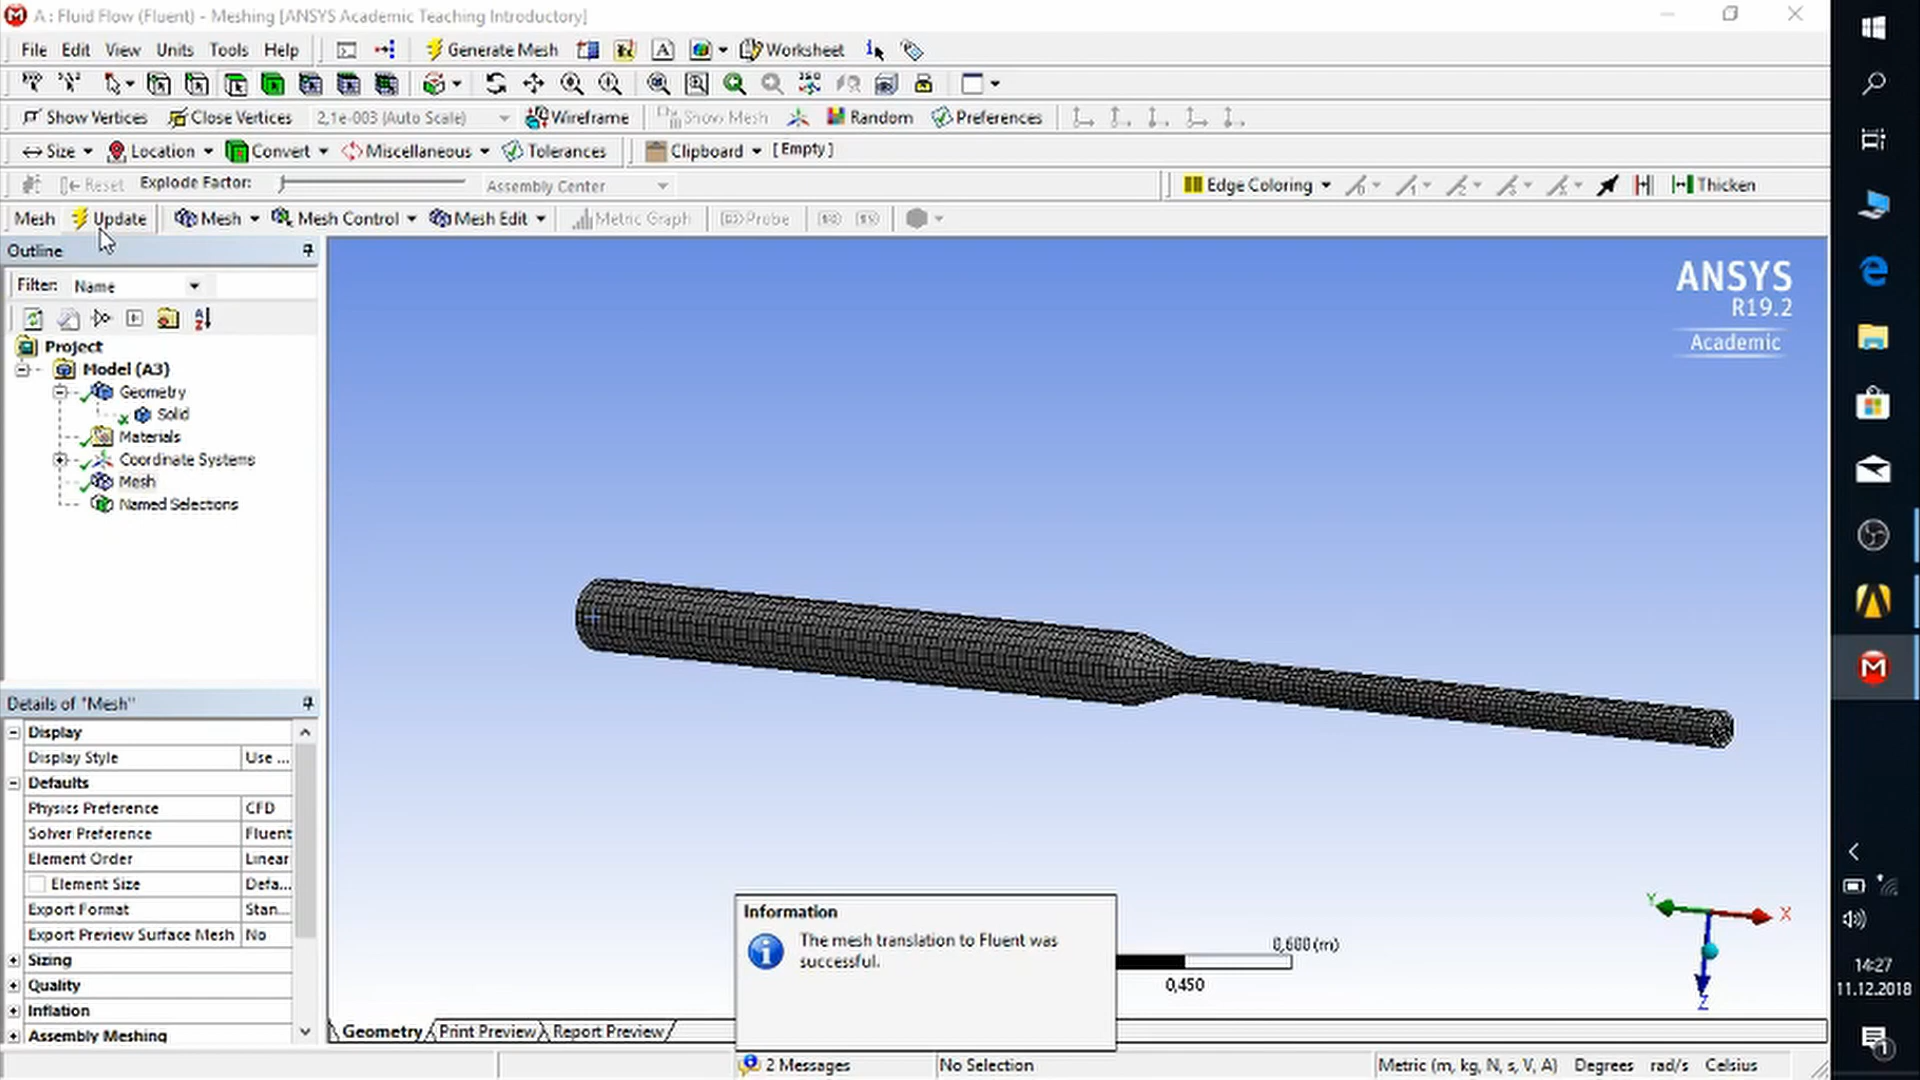 A : Fluid Flow (Fluent) - Meshing [ANSYS Academic Teaching Introductory]
File Edit View Units Tools Help Generate Mesh A Worksheet
Show Vertices Close Vertices 2,1e-003 (Auto Scale) Wireframe Show Mesh Random Preferences
Size Location Convert Miscellaneous Tolerances Clipboard [ Empty ]
Reset Explode Factor: Assembly Center Edge Coloring Thicken
Mesh Update Mesh Mesh Control Mesh Edit Metric Graph Probe
Outline
Filter: Name
Project
Model (A3)
Geometry
Solid
Materials
Coordinate Systems
Mesh
Named Selections
Details of "Mesh"
Display
Display Style Use ...
Defaults
Physics Preference CFD
Solver Preference Fluent
Element Order Linear
Element Size Defa...
Export Format Stan...
Export Preview Surface Mesh No
Sizing
Quality
Inflation
Assembly Meshing
ANSYS
R19.2
Academic
Information
The mesh translation to Fluent was
successful.
0,600 (m)
0,450
Y
X
Z
Geometry Print Preview Report Preview
2 Messages No Selection Metric (m, kg, N, s, V, A) Degrees rad/s Celsius
14:27
11.12.2018
1